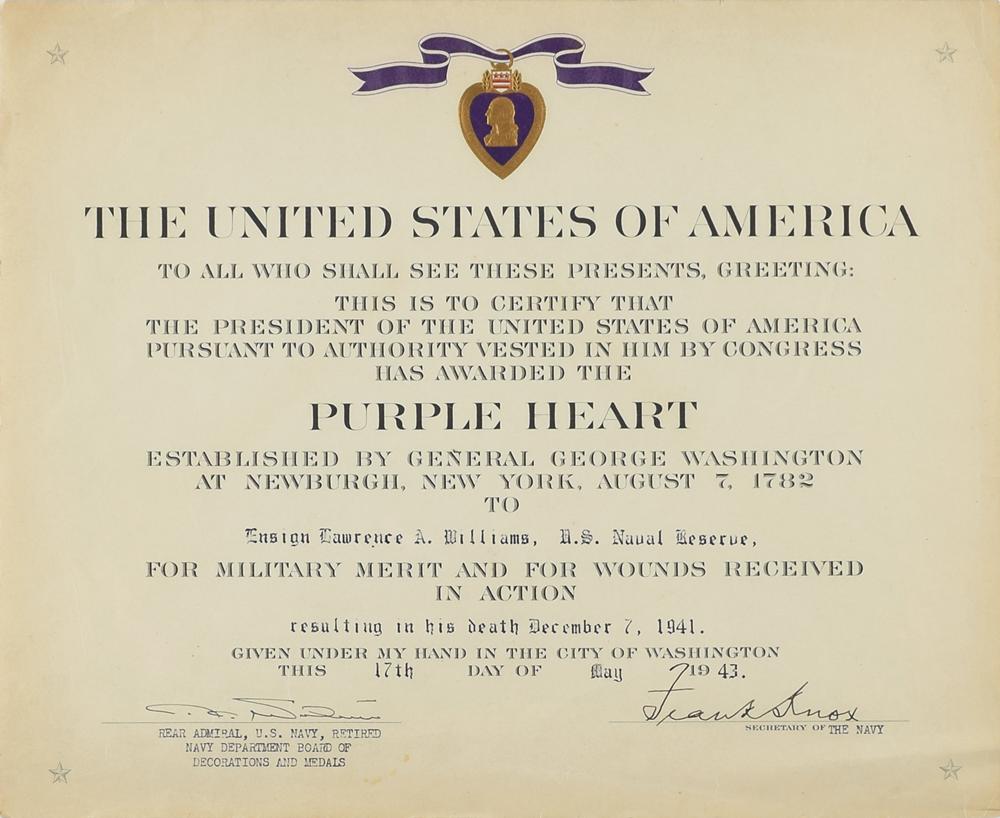 THE UNITED STATES OF AMERICA
TO ALL WHO SHALL SEE THESE PRESENTS, GREETING:
THIS IS TO CERTIFY THAT
THE PRESIDENT OF THE UNITED STATES OF AMERICA
PURSUANT TO AUTHORITY VESTED IN HIM BY CONGRESS
HAS AWARDED THE
PURPLE HEART
ESTABLISHED BY GENERAL GEORGE WASHINGTON
AT NEWBURGH, NEW YORK, AUGUST 7, 1782
TO
Ensign Lawrence A. Williams, U.S. Naval Reserve,
FOR MILITARY MERIT AND FOR WOUNDS RECEIVED
IN ACTION
resulting in his death December 7, 1941.
GIVEN UNDER MY HAND IN THE CITY OF WASHINGTON
THIS 17th DAY OF May 1943.
Frank Knox
REAR ADMIRAL, U.S. NAVY, RETIRED
NAVY DEPARTMENT BOARD OF
DECORATIONS AND MEDALS
SECRETARY OF THE NAVY